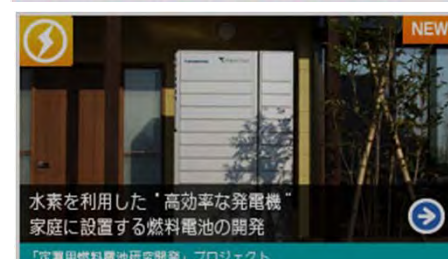 NEW
水素を利用した“高効率な発電機”
家庭に設置する燃料電池の開発
「定置用燃料電池研究開発」プロジェクト